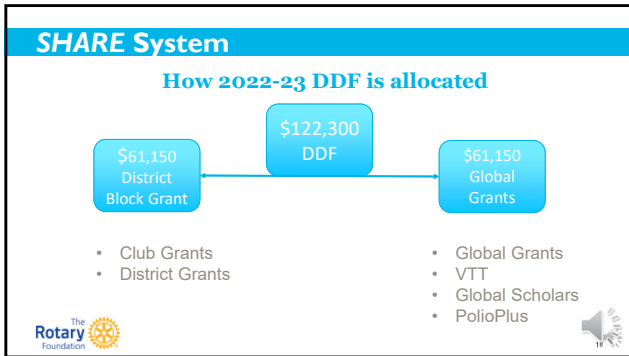 SHARE System
How 2022-23 DDF is allocated
$122,300
DDF
$61,150
District
Block Grant
$61,150
Global
Grants
• Club Grants
• District Grants
• Global Grants
• VTT
• Global Scholars
• PolioPlus
The
Rotary
Foundation
18